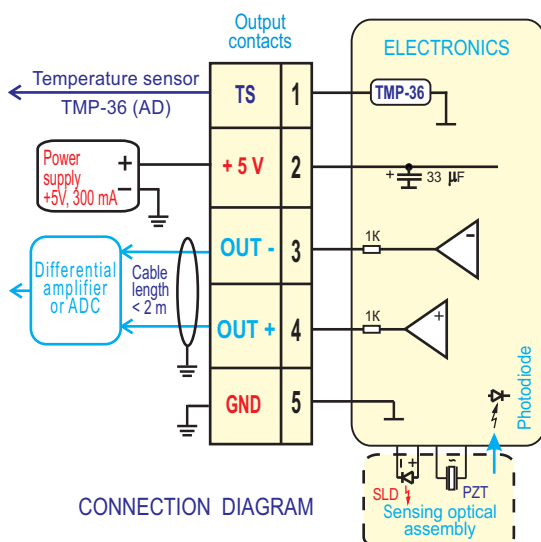 Output
contacts
ELECTRONICS
Temperature sensor
TMP-36 (AD)
TS 1
TMP-36
Power
supply
+5V, 300 mA
+
−
+ 5 V 2
+ 33 µF
Differential
amplifier
or ADC
Cable
length
< 2 m
OUT - 3
1K
-
OUT + 4
1K
+
GND 5
Photodiode
− +
~
SLD
PZT
Sensing optical
assembly
CONNECTION DIAGRAM